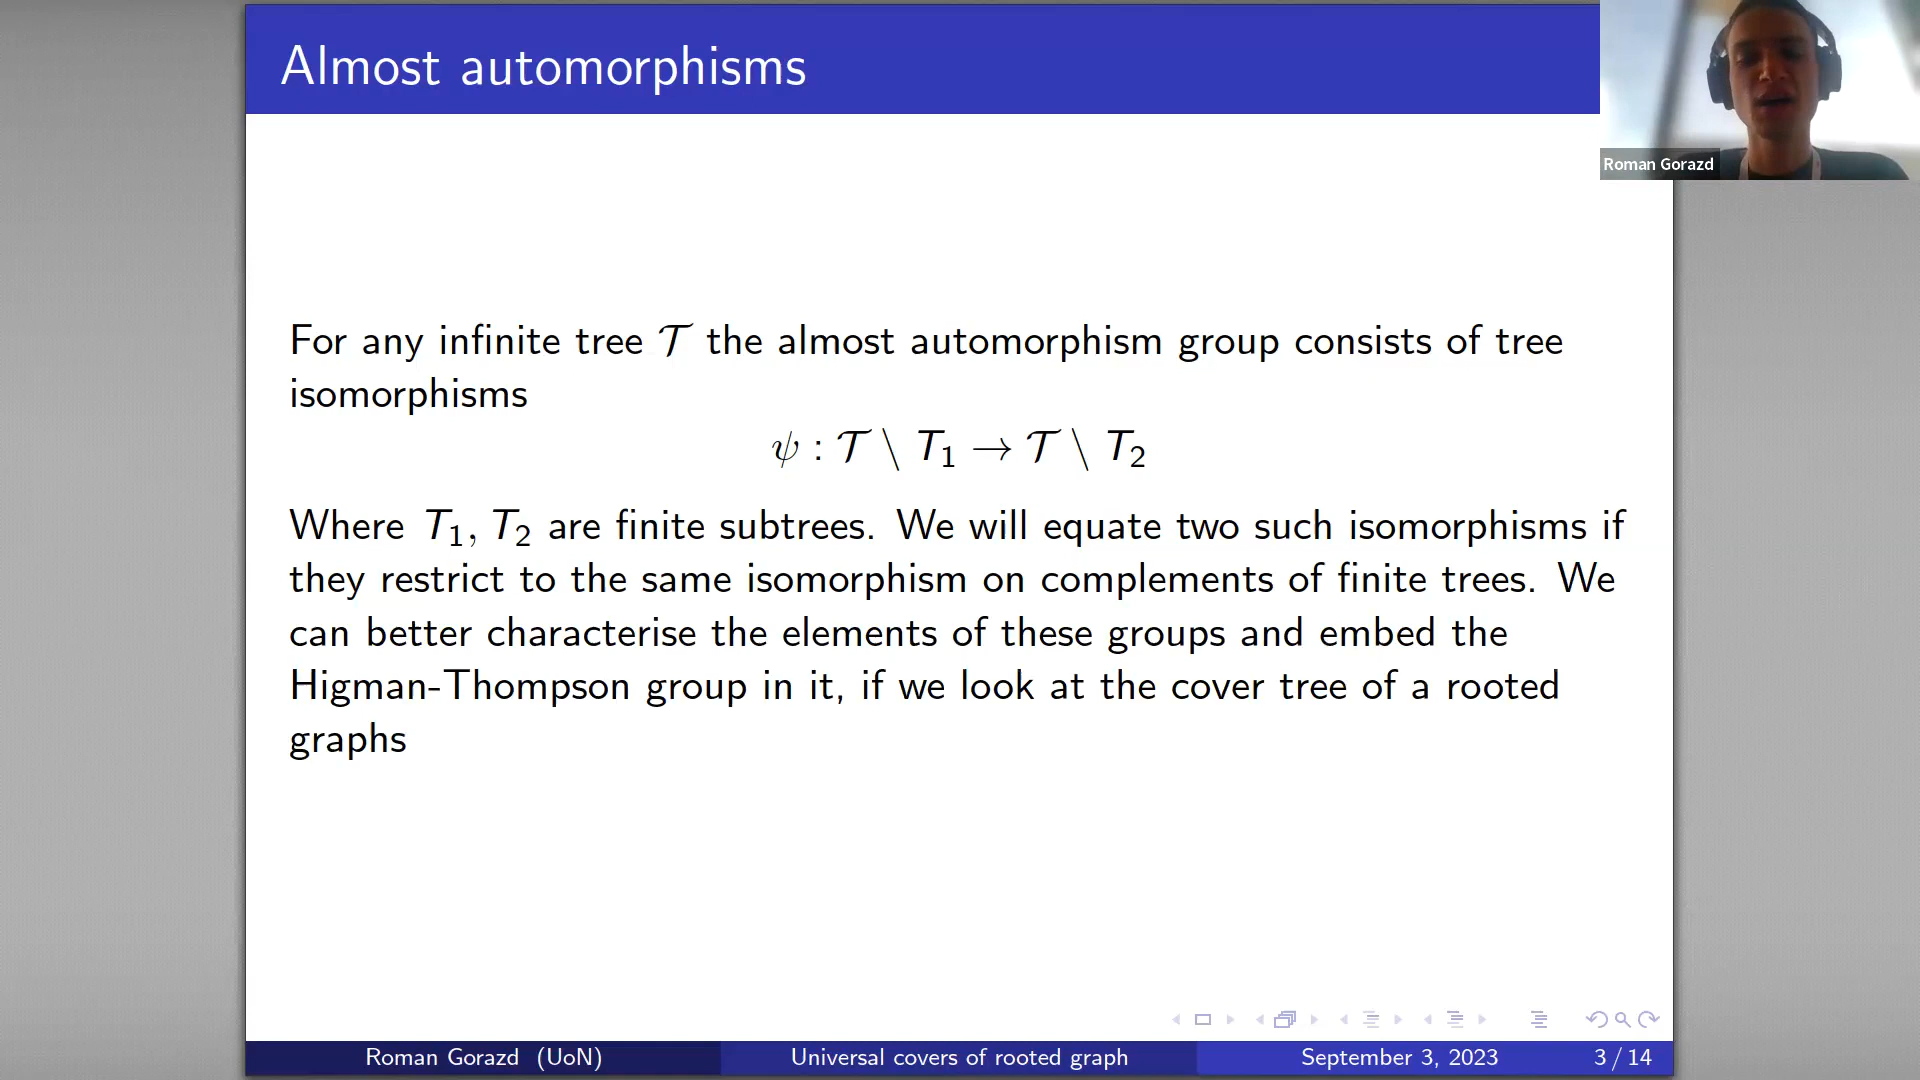 Almost automorphisms
Roman Gorazd
For any infinite tree 𝒯 the almost automorphism group consists of tree
isomorphisms
ψ : 𝒯 \ T₁ → 𝒯 \ T₂
Where T₁, T₂ are finite subtrees. We will equate two such isomorphisms if
they restrict to the same isomorphism on complements of finite trees. We
can better characterise the elements of these groups and embed the
Higman-Thompson group in it, if we look at the cover tree of a rooted
graphs
Roman Gorazd (UoN) Universal covers of rooted graph September 3, 2023 3 / 14